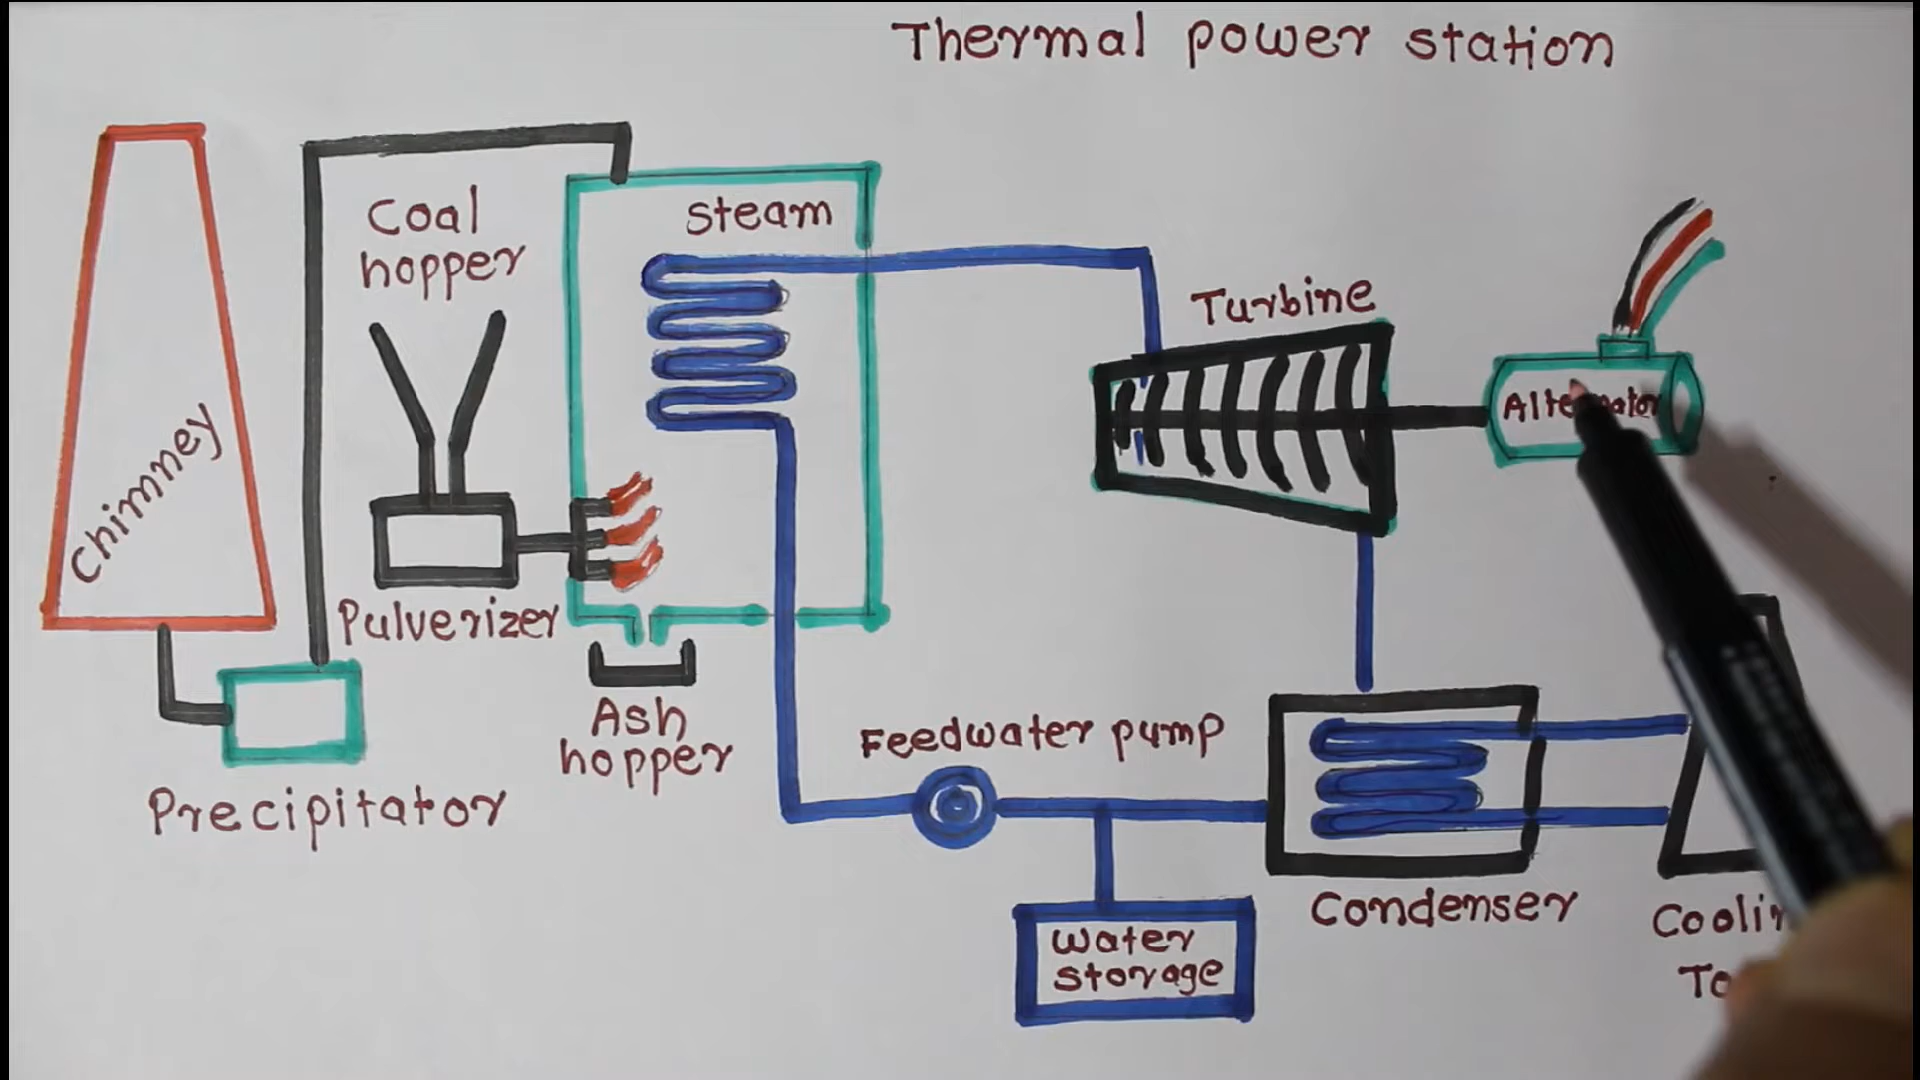 Thermal power station
Coal
hopper
Steam
Turbine
Chimney
Pulverizer
Ash
hopper
Precipitator
Feedwater pump
Condenser
Water
storage